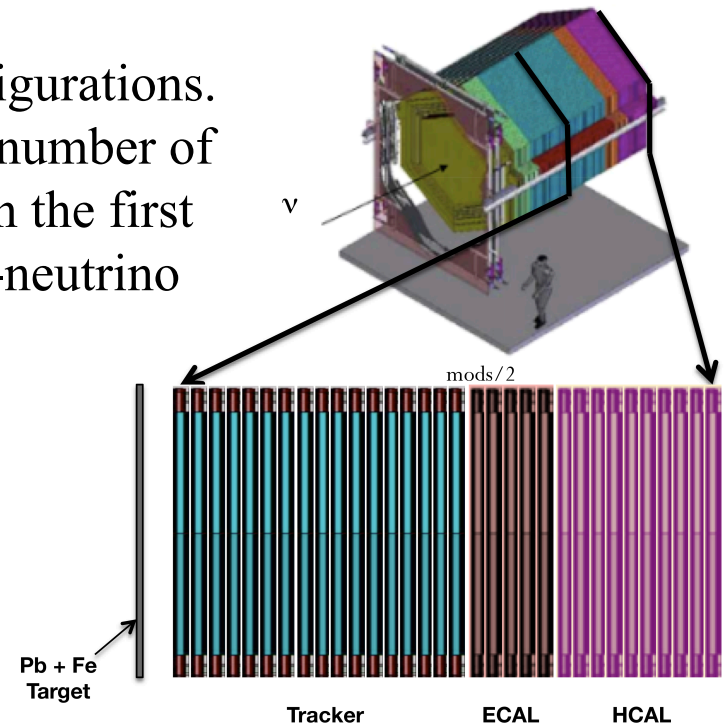 igurations.
number of
n the first
-neutrino
ν
mods/2
Pb + Fe
Target
Tracker
ECAL
HCAL